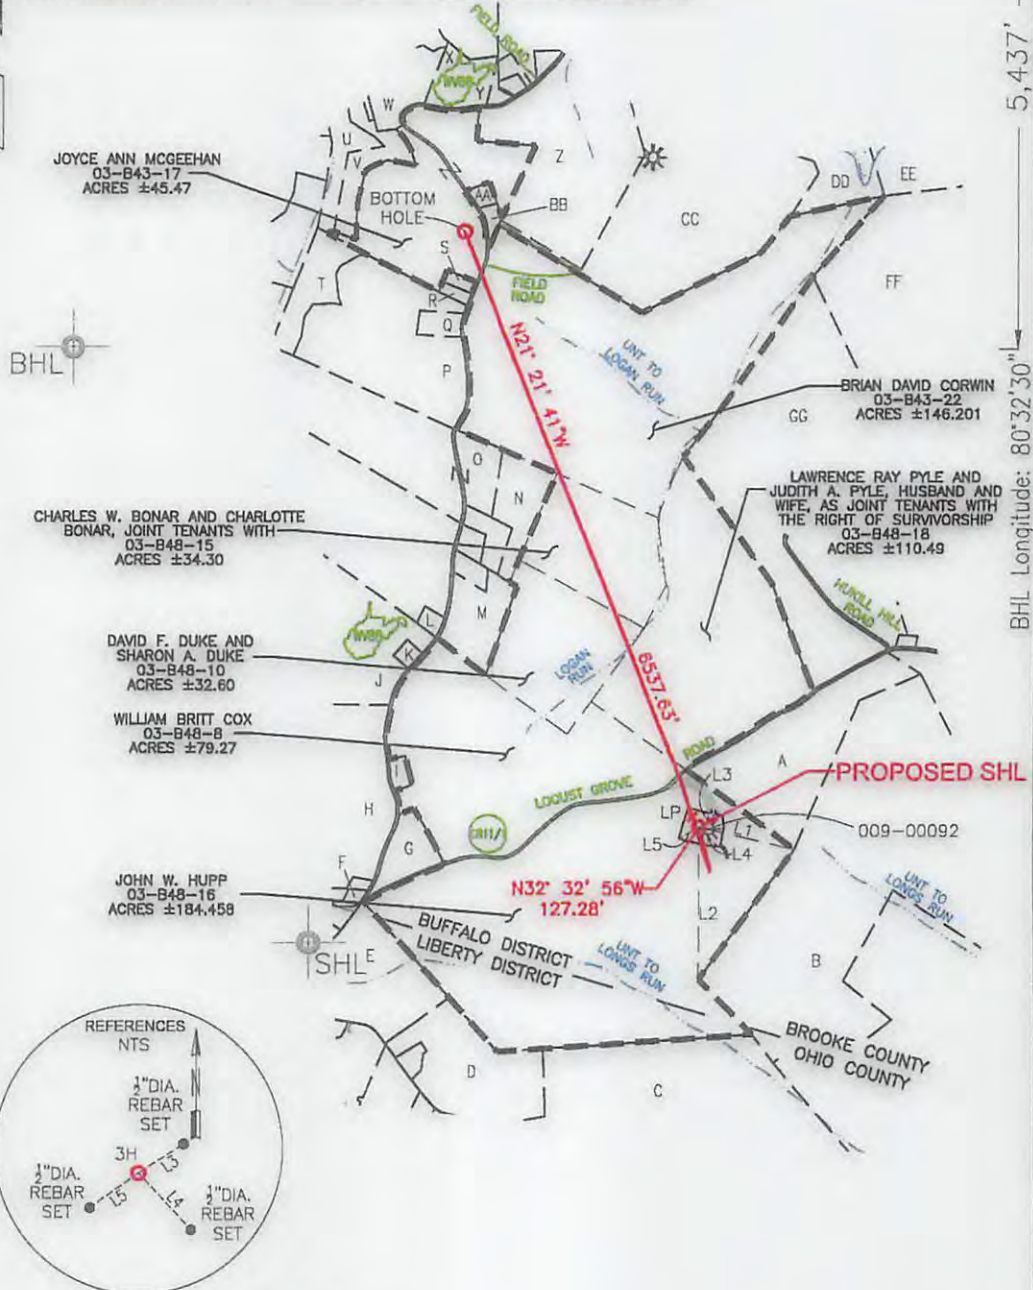 FIELD ROAD
5,437'
JOYCE ANN MCGEEHAN
03-B43-17
ACRES ±45.47
X
Y
W
U
V
Z
AA
BB
CC
DD
EE
FF
BOTTOM
HOLE
S
T
R
Q
P
FIELD
ROAD
BHL
N21° 21' 41"W
UNT TO
LOGAN RUN
BRIAN DAVID CORWIN
03-B43-22
ACRES ±146.201
GG
BHL Longitude: 80°32'30"
O
N
LAWRENCE RAY PYLE AND
JUDITH A. PYLE, HUSBAND AND
WIFE, AS JOINT TENANTS WITH
THE RIGHT OF SURVIVORSHIP
03-B48-18
ACRES ±110.49
CHARLES W. BONAR AND CHARLOTTE
BONAR, JOINT TENANTS WITH
03-B48-15
ACRES ±34.30
M
L
K
J
HUKILL HILL
ROAD
DAVID F. DUKE AND
SHARON A. DUKE
03-B48-10
ACRES ±32.60
LOGAN
RUN
6537.63'
WILLIAM BRITT COX
03-B48-8
ACRES ±79.27
I
H
LOCUST GROVE
ROAD
A
L3
PROPOSED SHL
LP
L1
009-00092
L5
L4
CR11/1
G
F
N32° 32' 56"W
127.28'
L2
UNT TO
LONGS RUN
JOHN W. HUPP
03-B48-16
ACRES ±184.458
BUFFALO DISTRICT
LIBERTY DISTRICT
UNT TO
LONGS RUN
B
SHL
E
BROOKE COUNTY
OHIO COUNTY
D
C
REFERENCES
NTS
½"DIA.
REBAR
SET
3H
L3
½"DIA.
REBAR
SET
L5
L4
½"DIA.
REBAR
SET